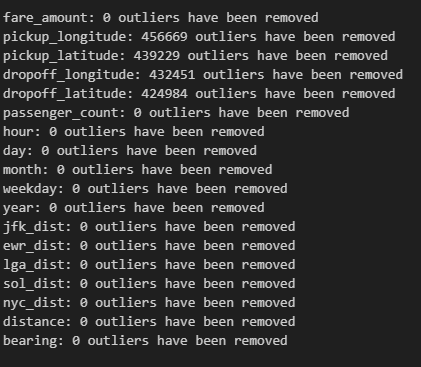 fare_amount: 0 outliers have been removed
pickup_longitude: 456669 outliers have been removed
pickup_latitude: 439229 outliers have been removed
dropoff_longitude: 432451 outliers have been removed
dropoff_latitude: 424984 outliers have been removed
passenger_count: 0 outliers have been removed
hour: 0 outliers have been removed
day: 0 outliers have been removed
month: 0 outliers have been removed
weekday: 0 outliers have been removed
year: 0 outliers have been removed
jfk_dist: 0 outliers have been removed
ewr_dist: 0 outliers have been removed
lga_dist: 0 outliers have been removed
sol_dist: 0 outliers have been removed
nyc_dist: 0 outliers have been removed
distance: 0 outliers have been removed
bearing: 0 outliers have been removed